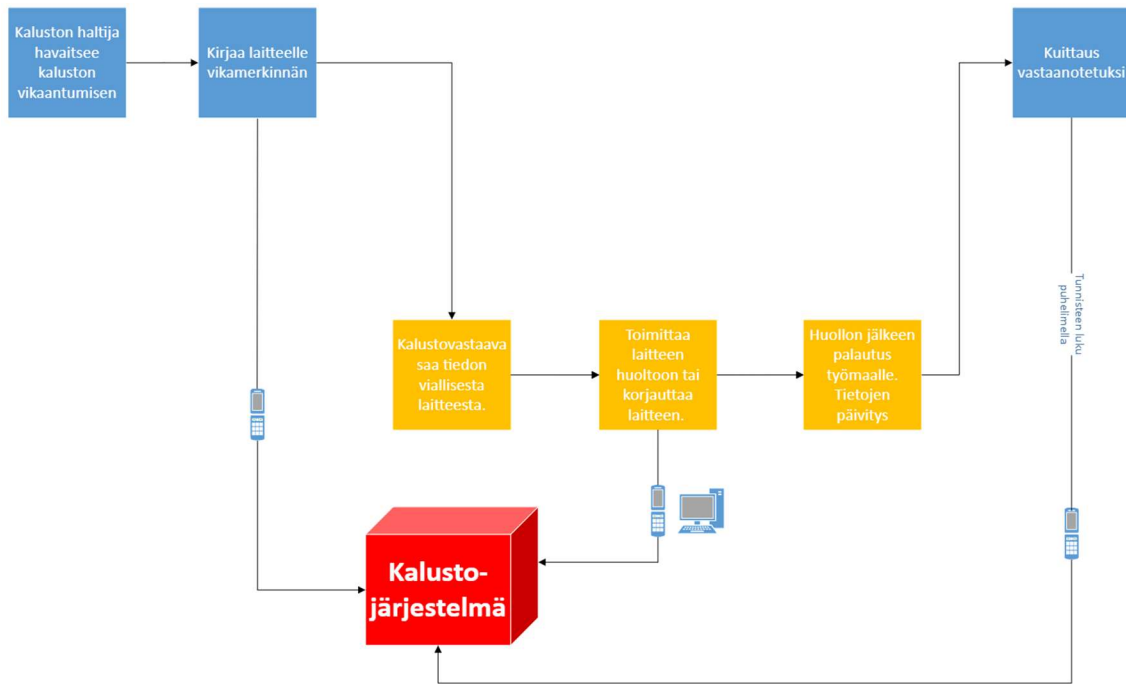 Kaluston haltija
havaitsee
kaluston
vikaantumisen
Kirjaa laitteelle
vikamerkinnän
Kuittaus
vastaanotetuksi
Kalustovastaava
saa tiedon
viallisesta
laitteesta.
Toimittaa
laitteen
huoltoon tai
korjauttaa
laitteen.
Huollon jälkeen
palautus
työmaalle.
Tietojen
päivitys
Tunnisteen luku
puhelimella
Kalusto-
järjestelmä